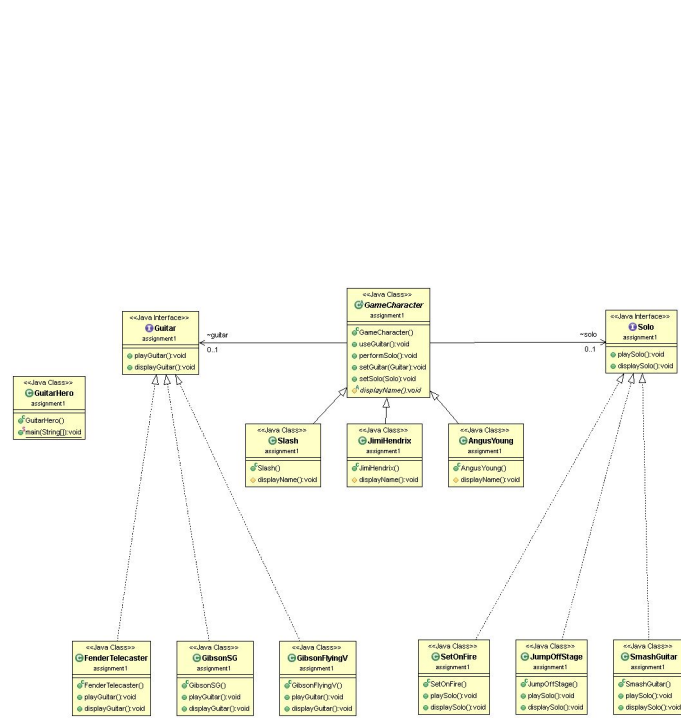 <<Java Class>>
GameCharacter
assignment1
GameCharacter()
useGuitar():void
performSolo():void
setGuitar(Guitar):void
setSolo(Solo):void
displayName():void
<<Java Interface>>
Guitar
assignment1
playGuitar():void
displayGuitar():void
~guitar
0..1
~solo
0..1
<<Java Interface>>
Solo
assignment1
playSolo():void
displaySolo():void
<<Java Class>>
GuitarHero
assignment1
GuitarHero()
main(String[]):void
<<Java Class>>
Slash
assignment1
Slash()
displayName():void
<<Java Class>>
JimiHendrix
assignment1
JimiHendrix()
displayName():void
<<Java Class>>
AngusYoung
assignment1
AngusYoung()
displayName():void
<<Java Class>>
FenderTelecaster
assignment1
FenderTelecaster()
playGuitar():void
displayGuitar():void
<<Java Class>>
GibsonSG
assignment1
GibsonSG()
playGuitar():void
displayGuitar():void
<<Java Class>>
GibsonFlyingV
assignment1
GibsonFlyingV()
playGuitar():void
displayGuitar():void
<<Java Class>>
SetOnFire
assignment1
SetOnFire()
playSolo():void
displaySolo():void
<<Java Class>>
JumpOffStage
assignment1
JumpOffStage()
playSolo():void
displaySolo():void
<<Java Class>>
SmashGuitar
assignment1
SmashGuitar()
playSolo():void
displaySolo():void